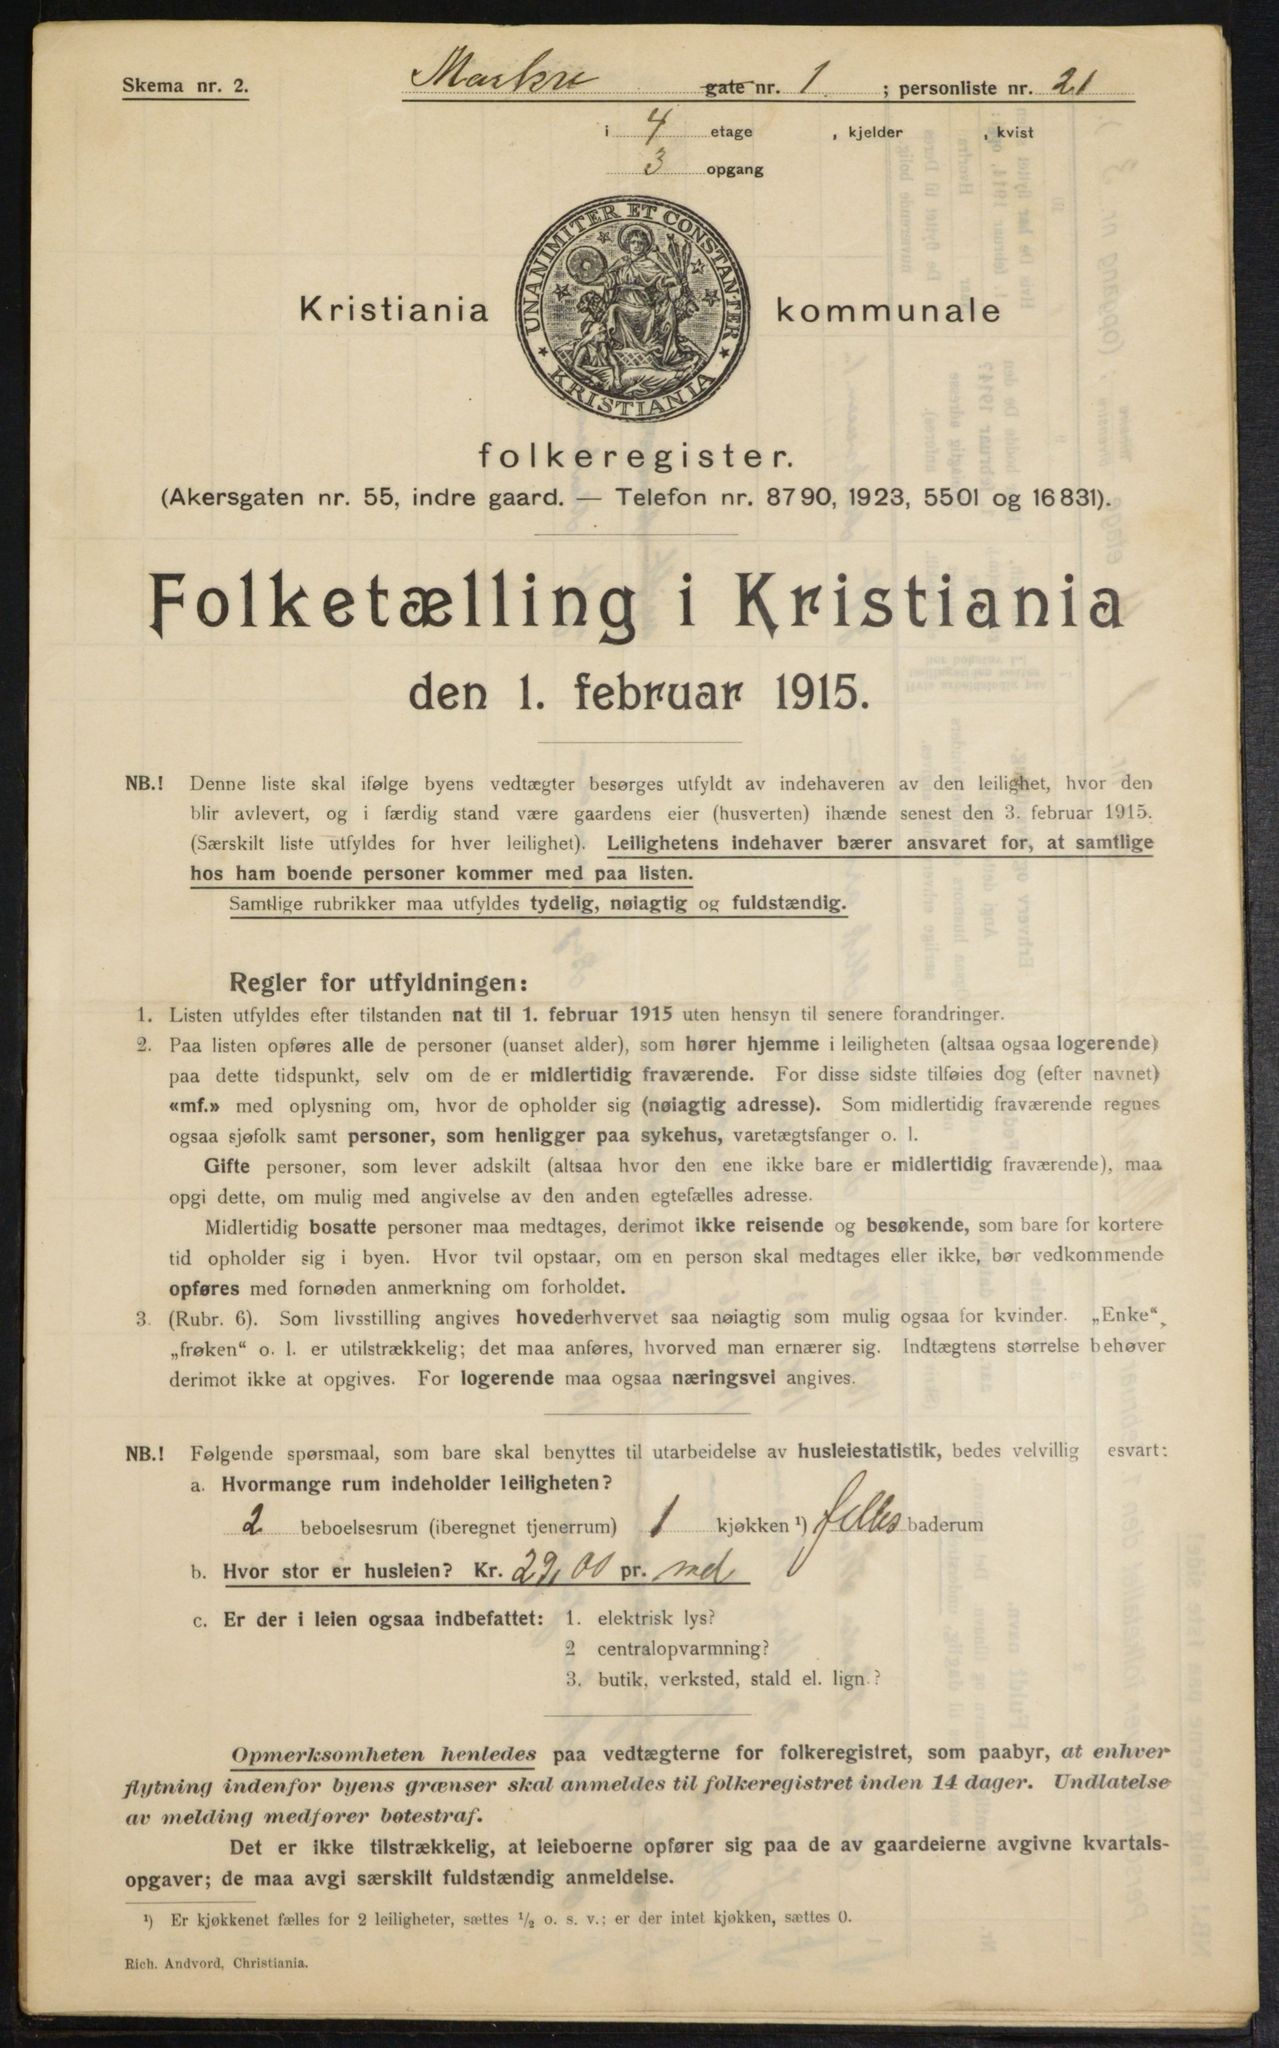 Skema nr. 2.
gate nr. 1 ; personliste nr. 21
i 4 etage , kjelder , kvist
3 opgang
UNANIMITER ET CONSTANTER
KRISTIANIA
Kristiania kommunale
folkeregister.
(Akersgaten nr. 55, indre gaard. — Telefon nr. 8790, 1923, 5501 og 16831).
Folketælling i Kristiania
den 1. februar 1915.
NB.! Denne liste skal ifølge byens vedtægter besørges utfyldt av indehaveren av den leilighet, hvor den
blir avlevert, og i færdig stand være gaardens eier (husverten) ihænde senest den 3. februar 1915.
(Særskilt liste utfyldes for hver leilighet). Leilighetens indehaver bærer ansvaret for, at samtlige
hos ham boende personer kommer med paa listen.
Samtlige rubrikker maa utfyldes tydelig, nøiagtig og fuldstændig.
Regler for utfyldningen:
1. Listen utfyldes efter tilstanden nat til 1. februar 1915 uten hensyn til senere forandringer.
2. Paa listen opføres alle de personer (uanset alder), som hører hjemme i leiligheten (altsaa ogsaa logerende)
paa dette tidspunkt, selv om de er midlertidig fraværende. For disse sidste tilføies dog (efter navnet)
«mf.» med oplysning om, hvor de opholder sig (nøiagtig adresse). Som midlertidig fraværende regnes
ogsaa sjøfolk samt personer, som henligger paa sykehus, varetægtsfanger o. l.
Gifte personer, som lever adskilt (altsaa hvor den ene ikke bare er midlertidig fraværende), maa
opgi dette, om mulig med angivelse av den anden egtefælles adresse.
Midlertidig bosatte personer maa medtages, derimot ikke reisende og besøkende, som bare for kortere
tid opholder sig i byen. Hvor tvil opstaar, om en person skal medtages eller ikke, bør vedkommende
opføres med fornøden anmerkning om forholdet.
3. (Rubr. 6). Som livsstilling angives hovederhvervet saa nøiagtig som mulig ogsaa for kvinder. „Enke“,
„frøken“ o. l. er utilstrækkelig; det maa anføres, hvorved man ernærer sig. Indtægtens størrelse behøver
derimot ikke at opgives. For logerende maa ogsaa næringsvei angives.
NB.! Følgende spørsmaal, som bare skal benyttes til utarbeidelse av husleiestatistik, bedes velvillig esvart:
a. Hvormange rum indeholder leiligheten?
2 beboelsesrum (iberegnet tjenerrum) 1 kjøkken ¹) felles baderum
b. Hvor stor er husleien? Kr. 29,00 pr. md
c. Er der i leien ogsaa indbefattet: 1. elektrisk lys?
2 centralopvarmning?
3. butik, verksted, stald el. lign.?
Opmerksomheten henledes paa vedtægterne for folkeregistret, som paabyr, at enhver
flytning indenfor byens grænser skal anmeldes til folkeregistret inden 14 dager. Undlatelse
av melding medfører bøtestraf.
Det er ikke tilstrækkelig, at leieboerne opfører sig paa de av gaardeierne avgivne kvartals-
opgaver; de maa avgi særskilt fuldstændig anmeldelse.
¹) Er kjøkkenet fælles for 2 leiligheter, sættes ½ o. s. v.; er der intet kjøkken, sættes 0.
Rich. Andvord, Christiania.